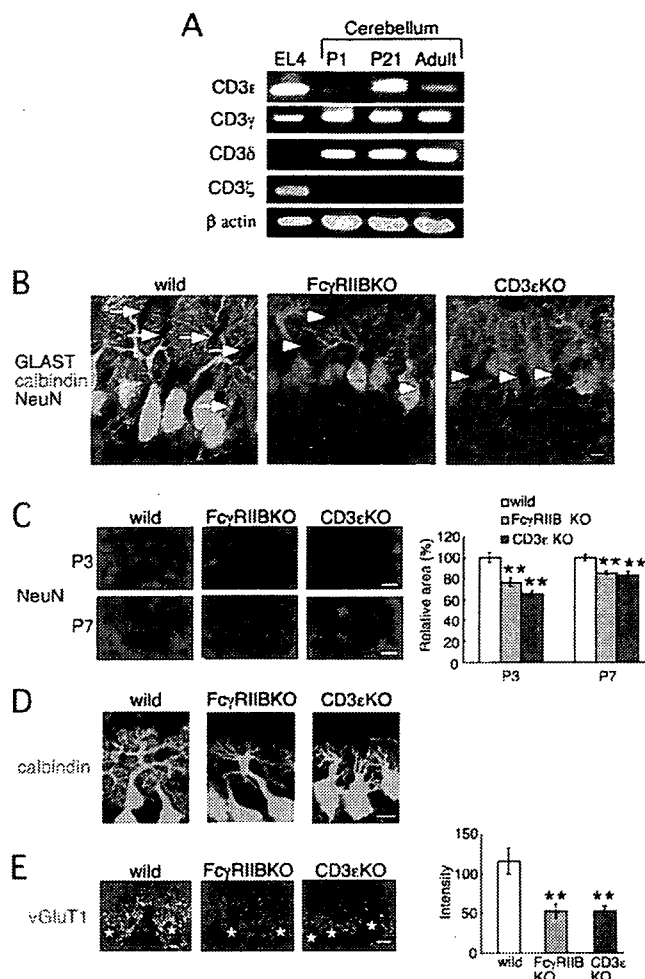 A
Cerebellum
EL4 P1 P21 Adult
CD3ε
CD3γ
CD3δ
CD3ζ
β actin
B
wild FcγRIIBKO CD3εKO
GLAST
calbindin
NeuN
C
wild FcγRIIBKO CD3εKO
P3
NeuN
P7
wild
FcγRIIB KO
CD3ε KO
Relative area (%)
120
100
80
60
40
20
0
** ** ** **
P3 P7
D
wild FcγRIIBKO CD3εKO
calbindin
E
wild FcγRIIBKO CD3εKO
vGluT1
Intensity
150
100
50
0
** **
wild FcγRIIB KO CD3ε KO